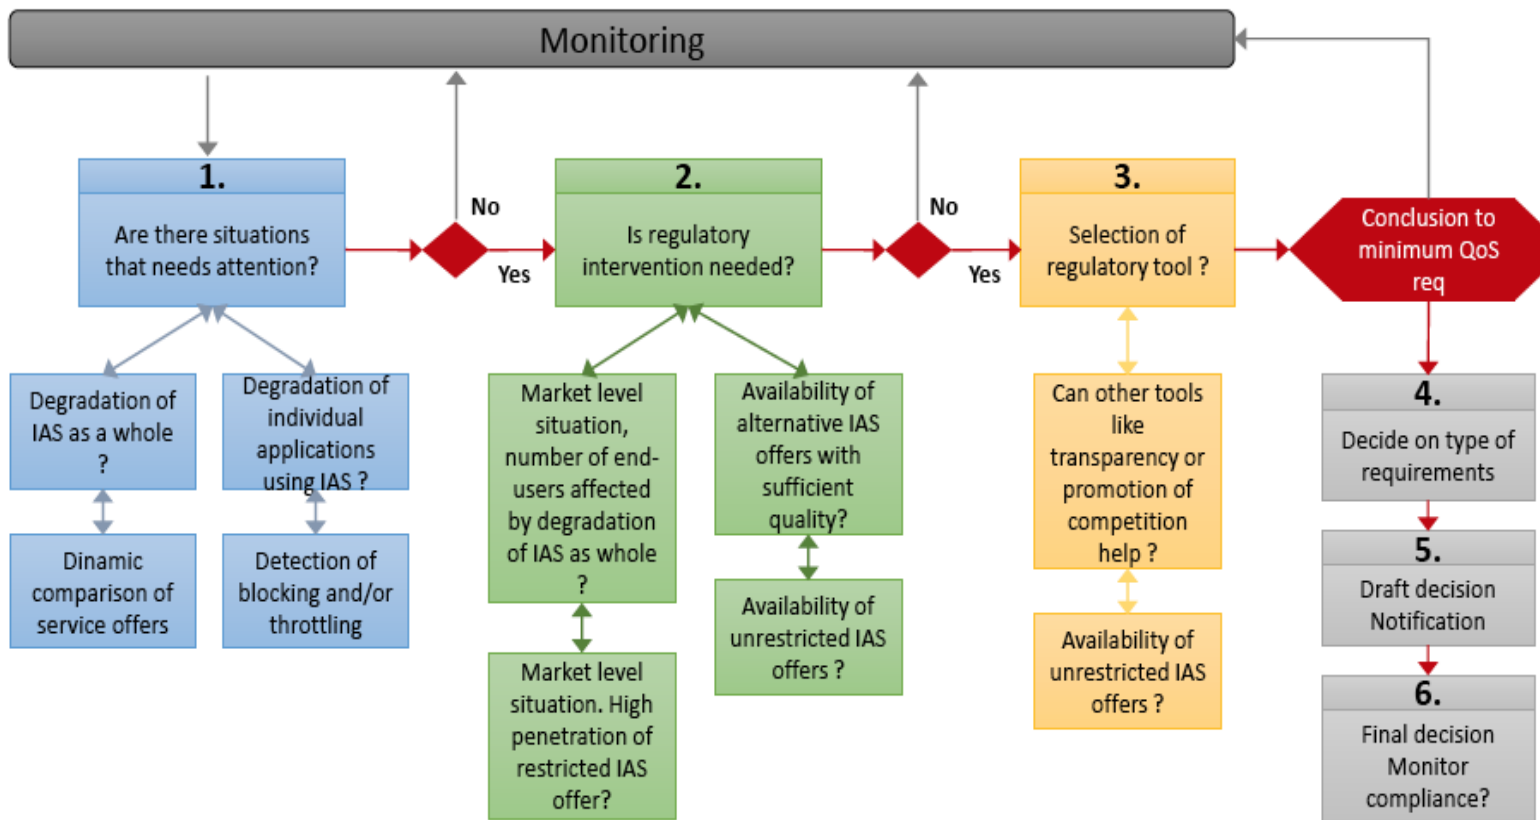 Monitoring
1.
Are there situations
that needs attention?
No
Yes
2.
Is regulatory
intervention needed?
No
Yes
3.
Selection of
regulatory tool ?
Conclusion to
minimum QoS
req
Degradation of
IAS as a whole
?
Degradation of
individual
applications
using IAS ?
Dinamic
comparison of
service offers
Detection of
blocking and/or
throttling
Market level
situation,
number of end-
users affected
by degradation
of IAS as whole
?
Availability of
alternative IAS
offers with
sufficient
quality?
Market level
situation. High
penetration of
restricted IAS
offer?
Availability of
unrestricted IAS
offers ?
Can other tools
like
transparency or
promotion of
competition
help ?
Availability of
unrestricted IAS
offers ?
4.
Decide on type of
requirements
5.
Draft decision
Notification
6.
Final decision
Monitor
compliance?